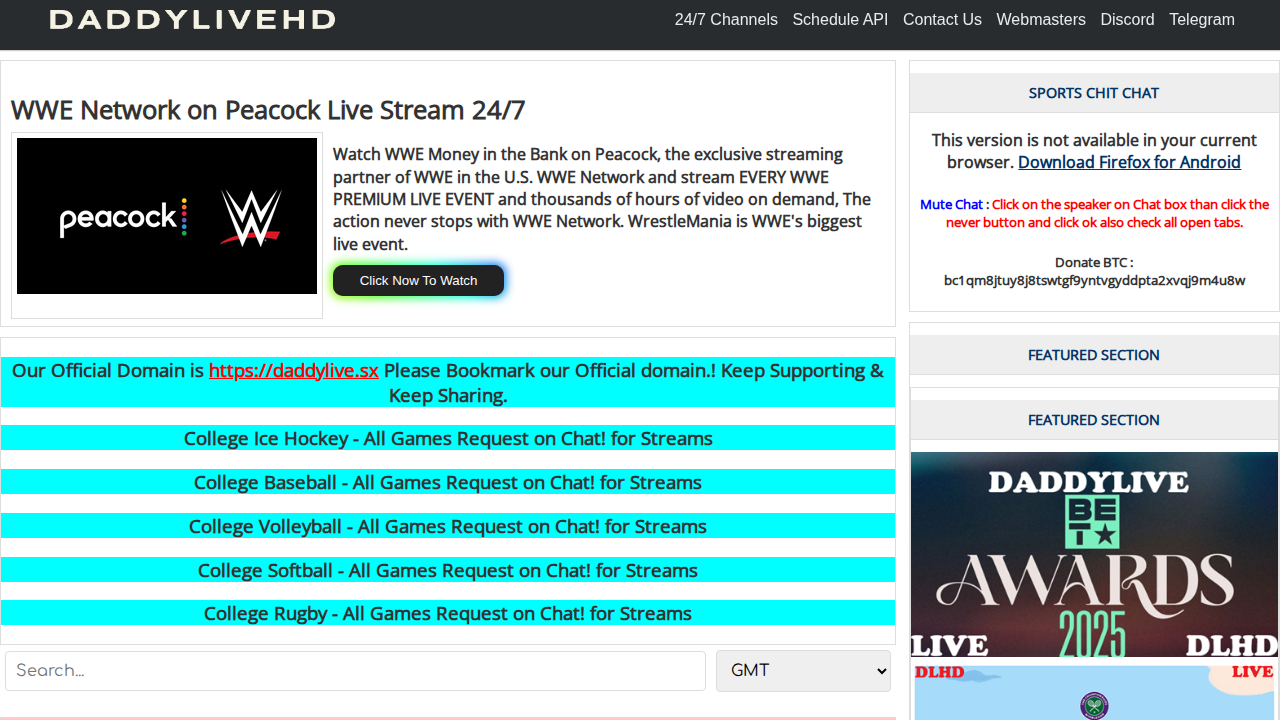 DADDYLIVEHD
24/7 Channels Schedule API Contact Us Webmasters Discord Telegram
WWE Network on Peacock Live Stream 24/7
peacock W
Watch WWE Money in the Bank on Peacock, the exclusive streaming
partner of WWE in the U.S. WWE Network and stream EVERY WWE
PREMIUM LIVE EVENT and thousands of hours of video on demand, The
action never stops with WWE Network. WrestleMania is WWE's biggest
live event.
Click Now To Watch
Our Official Domain is https://daddylive.sx Please Bookmark our Official domain.! Keep Supporting &
Keep Sharing.
College Ice Hockey - All Games Request on Chat! for Streams
College Baseball - All Games Request on Chat! for Streams
College Volleyball - All Games Request on Chat! for Streams
College Softball - All Games Request on Chat! for Streams
College Rugby - All Games Request on Chat! for Streams
Search...
GMT
SPORTS CHIT CHAT
This version is not available in your current
browser. Download Firefox for Android
Mute Chat : Click on the speaker on Chat box than click the
never button and click ok also check all open tabs.
Donate BTC :
bc1qm8jtuy8j8tswtgf9yntvgyddpta2xvqj9m4u8w
FEATURED SECTION
FEATURED SECTION
DADDYLIVE
BET
AWARDS
2025
LIVE DLHD
DLHD LIVE